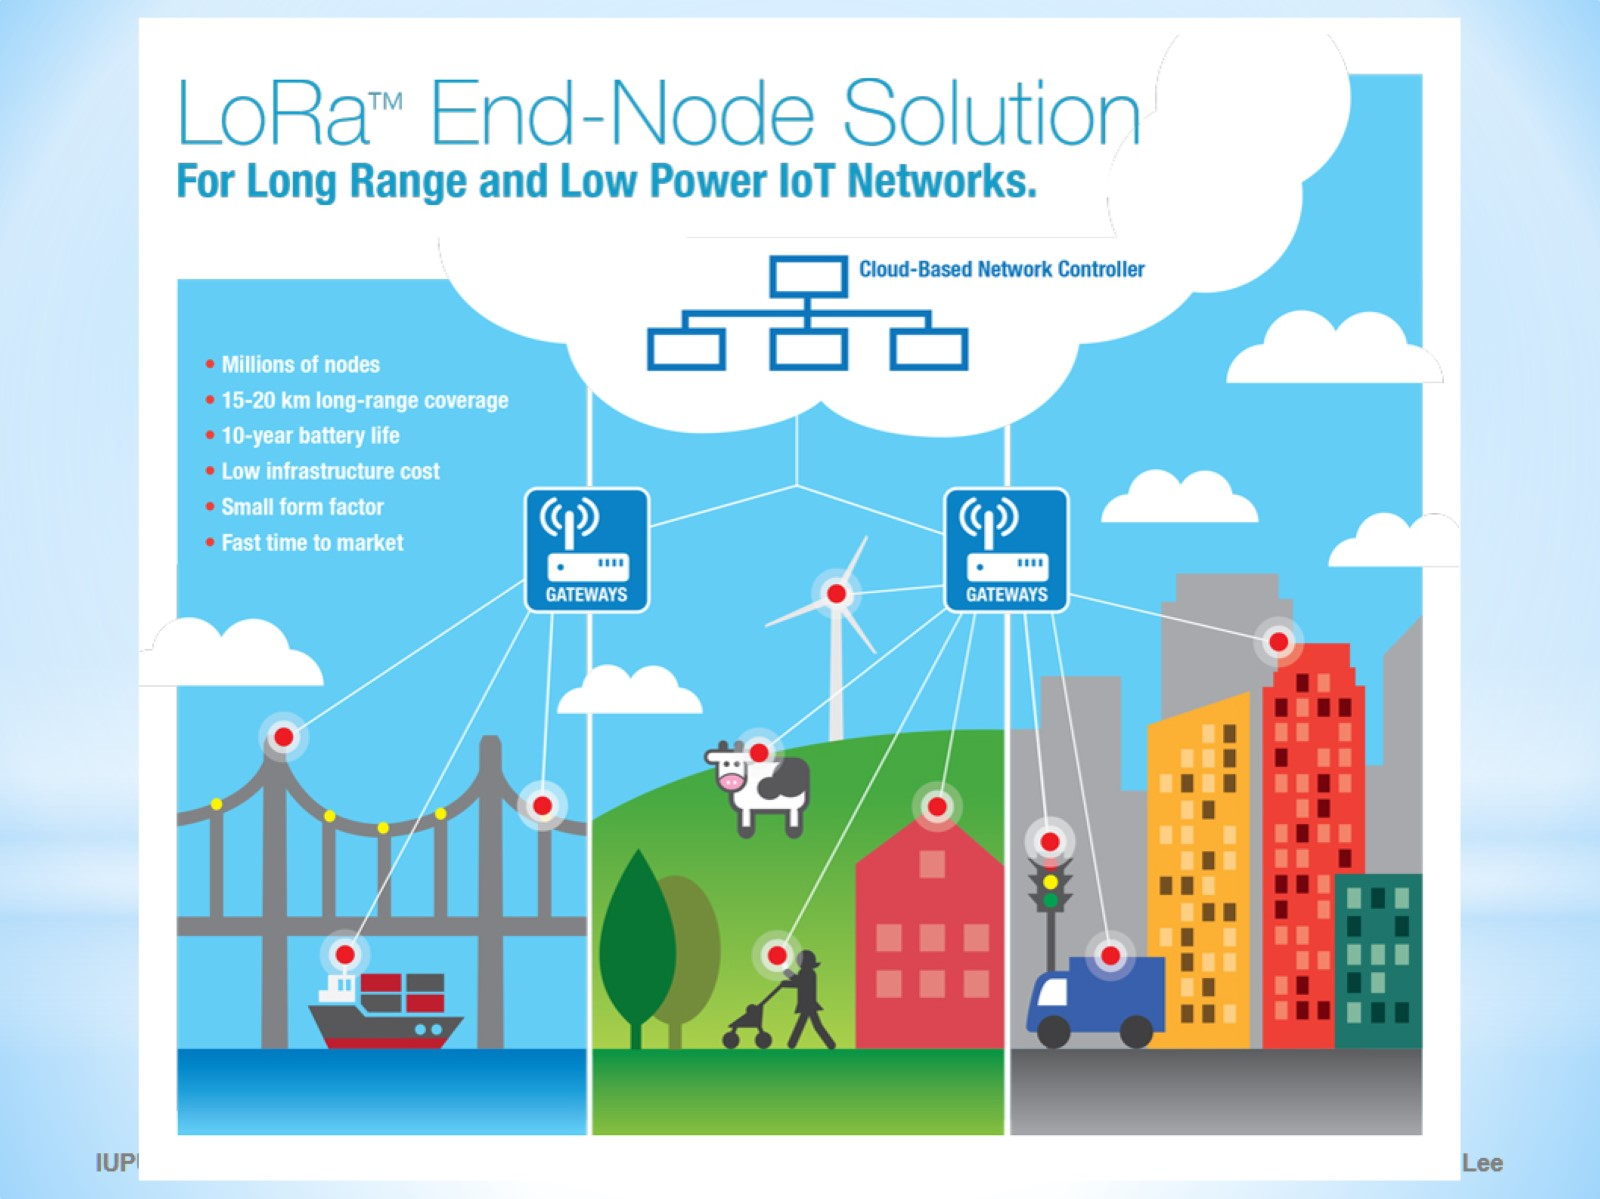 LoRa™ End-Node Solution
For Long Range and Low Power IoT Networks.
Cloud-Based Network Controller
• Millions of nodes
• 15-20 km long-range coverage
• 10-year battery life
• Low infrastructure cost
• Small form factor
• Fast time to market
GATEWAYS
GATEWAYS
Lee